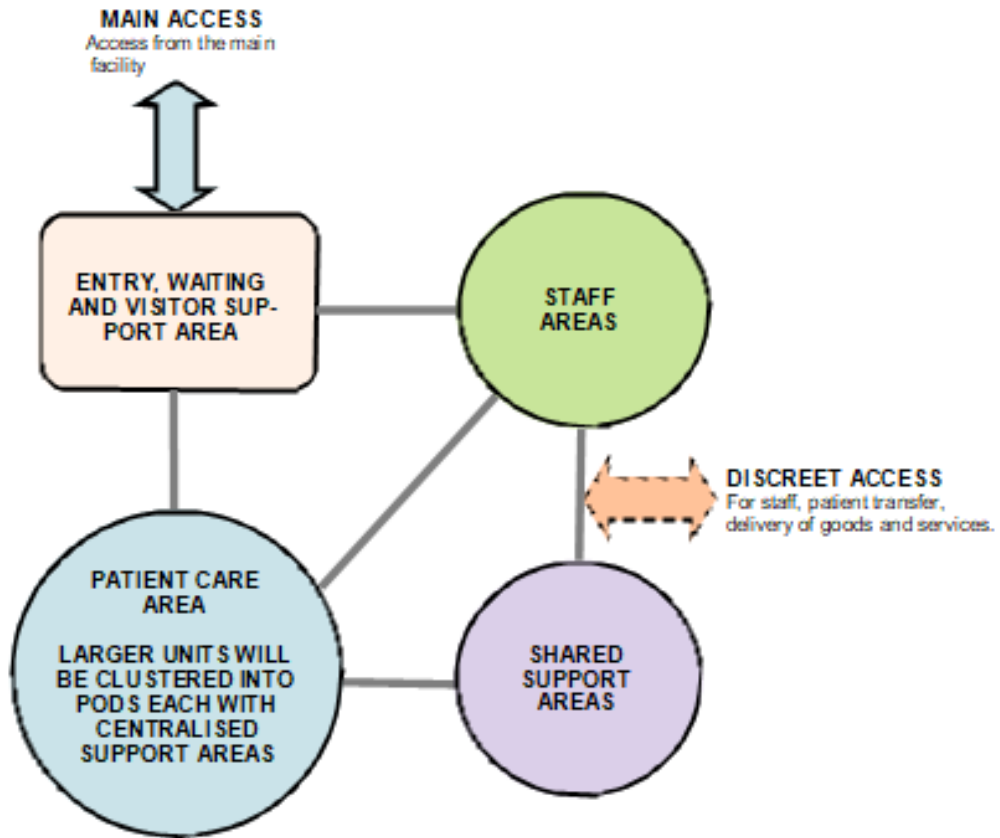 MAIN ACCESS
Access from the main
facility
ENTRY, WAITING
AND VISITOR SUP-
PORT AREA
STAFF
AREAS
DISCREET ACCESS
For staff, patient transfer,
delivery of goods and services.
PATIENT CARE
AREA
LARGER UNITS WILL
BE CLUSTERED INTO
PODS EACH WITH
CENTRALISED
SUPPORT AREAS
SHARED
SUPPORT
AREAS